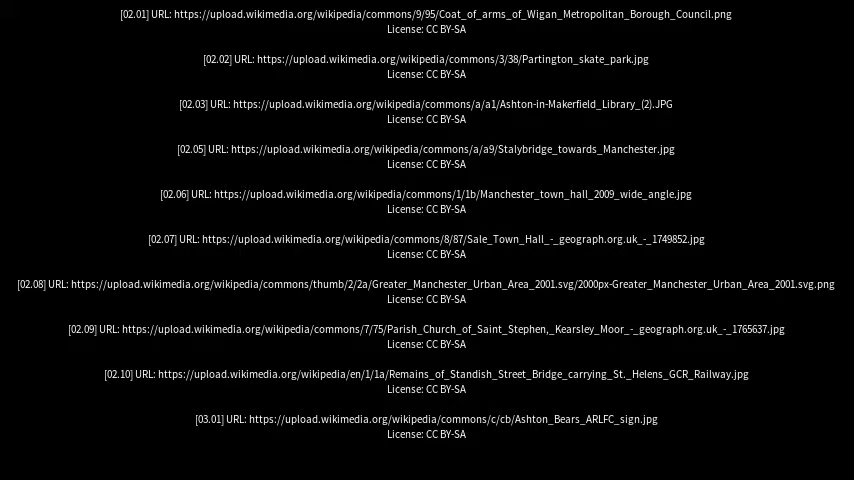 [02.01] URL: https://upload.wikimedia.org/wikipedia/commons/9/95/Coat_of_arms_of_Wigan_Metropolitan_Borough_Council.png
License: CC BY-SA
[02.02] URL: https://upload.wikimedia.org/wikipedia/commons/3/38/Partington_skate_park.jpg
License: CC BY-SA
[02.03] URL: https://upload.wikimedia.org/wikipedia/commons/a/a1/Ashton-in-Makerfield_Library_(2).JPG
License: CC BY-SA
[02.05] URL: https://upload.wikimedia.org/wikipedia/commons/a/a9/Stalybridge_towards_Manchester.jpg
License: CC BY-SA
[02.06] URL: https://upload.wikimedia.org/wikipedia/commons/1/1b/Manchester_town_hall_2009_wide_angle.jpg
License: CC BY-SA
[02.07] URL: https://upload.wikimedia.org/wikipedia/commons/8/87/Sale_Town_Hall_-_geograph.org.uk_-_1749852.jpg
License: CC BY-SA
[02.08] URL: https://upload.wikimedia.org/wikipedia/commons/thumb/2/2a/Greater_Manchester_Urban_Area_2001.svg/2000px-Greater_Manchester_Urban_Area_2001.svg.png
License: CC BY-SA
[02.09] URL: https://upload.wikimedia.org/wikipedia/commons/7/75/Parish_Church_of_Saint_Stephen,_Kearsley_Moor_-_geograph.org.uk_-_1765637.jpg
License: CC BY-SA
[02.10] URL: https://upload.wikimedia.org/wikipedia/en/1/1a/Remains_of_Standish_Street_Bridge_carrying_St._Helens_GCR_Railway.jpg
License: CC BY-SA
[03.01] URL: https://upload.wikimedia.org/wikipedia/commons/c/cb/Ashton_Bears_ARLFC_sign.jpg
License: CC BY-SA